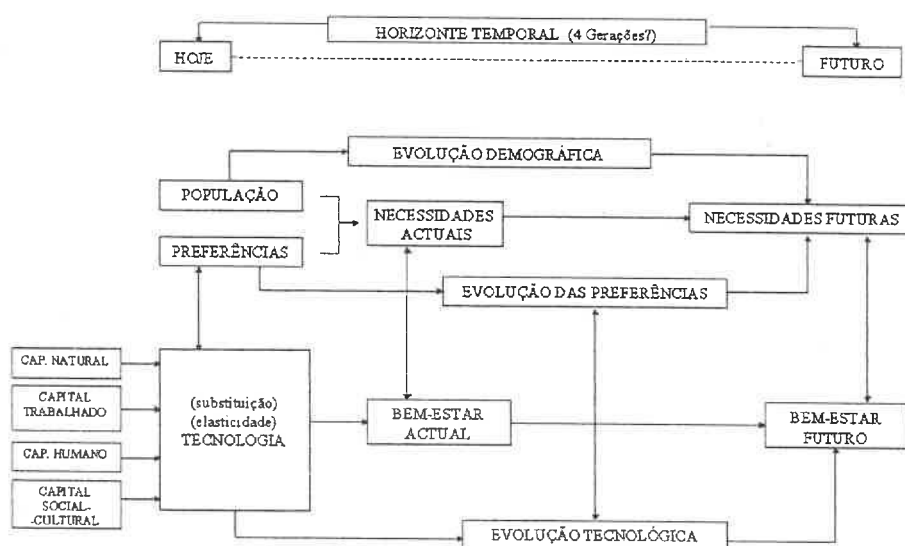 HORIZONTE TEMPORAL (4 Gerações?)
HOJE
FUTURO
EVOLUÇÃO DEMOGRÁFICA
POPULAÇÃO
NECESSIDADES
ACTUAIS
NECESSIDADES FUTURAS
PREFERÊNCIAS
EVOLUÇÃO DAS PREFERÊNCIAS
CAP. NATURAL
CAPITAL
TRABALHADO
CAP. HUMANO
CAPITAL
SOCIAL-
-CULTURAL
(substituição)
(elasticidade)
TECNOLOGIA
BEM-ESTAR
ACTUAL
BEM-ESTAR
FUTURO
EVOLUÇÃO TECNOLÓGICA